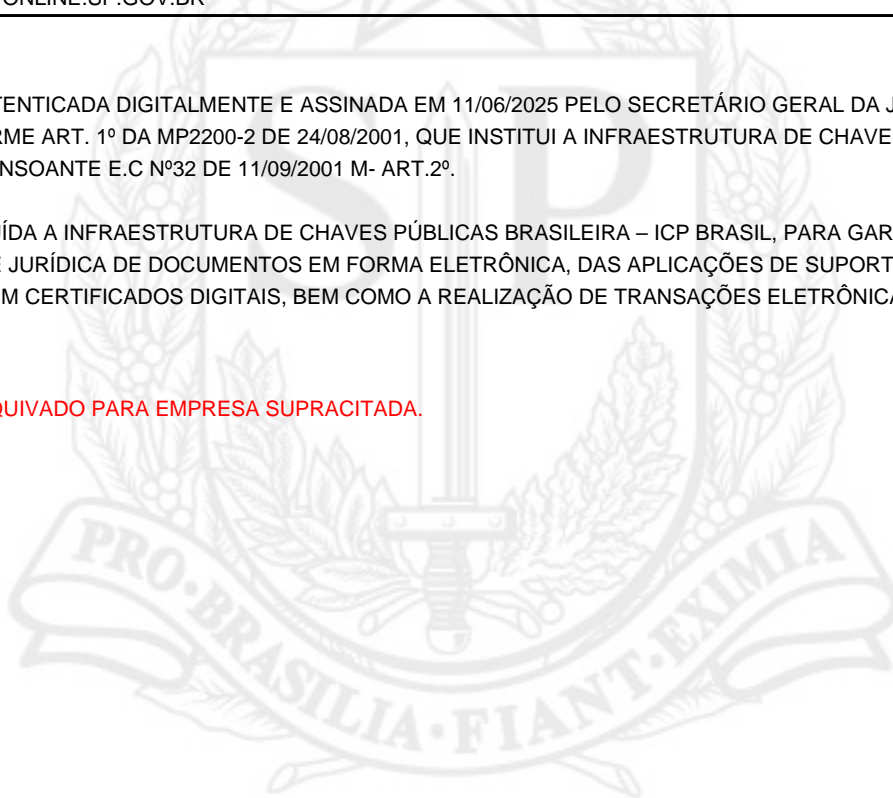 ONLINE.SP.GOV.BR
TENTICADA DIGITALMENTE E ASSINADA EM 11/06/2025 PELO SECRETÁRIO GERAL DA J
RME ART. 1º DA MP2200-2 DE 24/08/2001, QUE INSTITUI A INFRAESTRUTURA DE CHAVE
NSOANTE E.C Nº32 DE 11/09/2001 M- ART.2º.
ÍDA A INFRAESTRUTURA DE CHAVES PÚBLICAS BRASILEIRA – ICP BRASIL, PARA GAR
E JURÍDICA DE DOCUMENTOS EM FORMA ELETRÔNICA, DAS APLICAÇÕES DE SUPORT
M CERTIFICADOS DIGITAIS, BEM COMO A REALIZAÇÃO DE TRANSAÇÕES ELETRÔNICA
QUIVADO PARA EMPRESA SUPRACITADA.
SP
PRO·BRASILIA·FIANT·EXIMIA